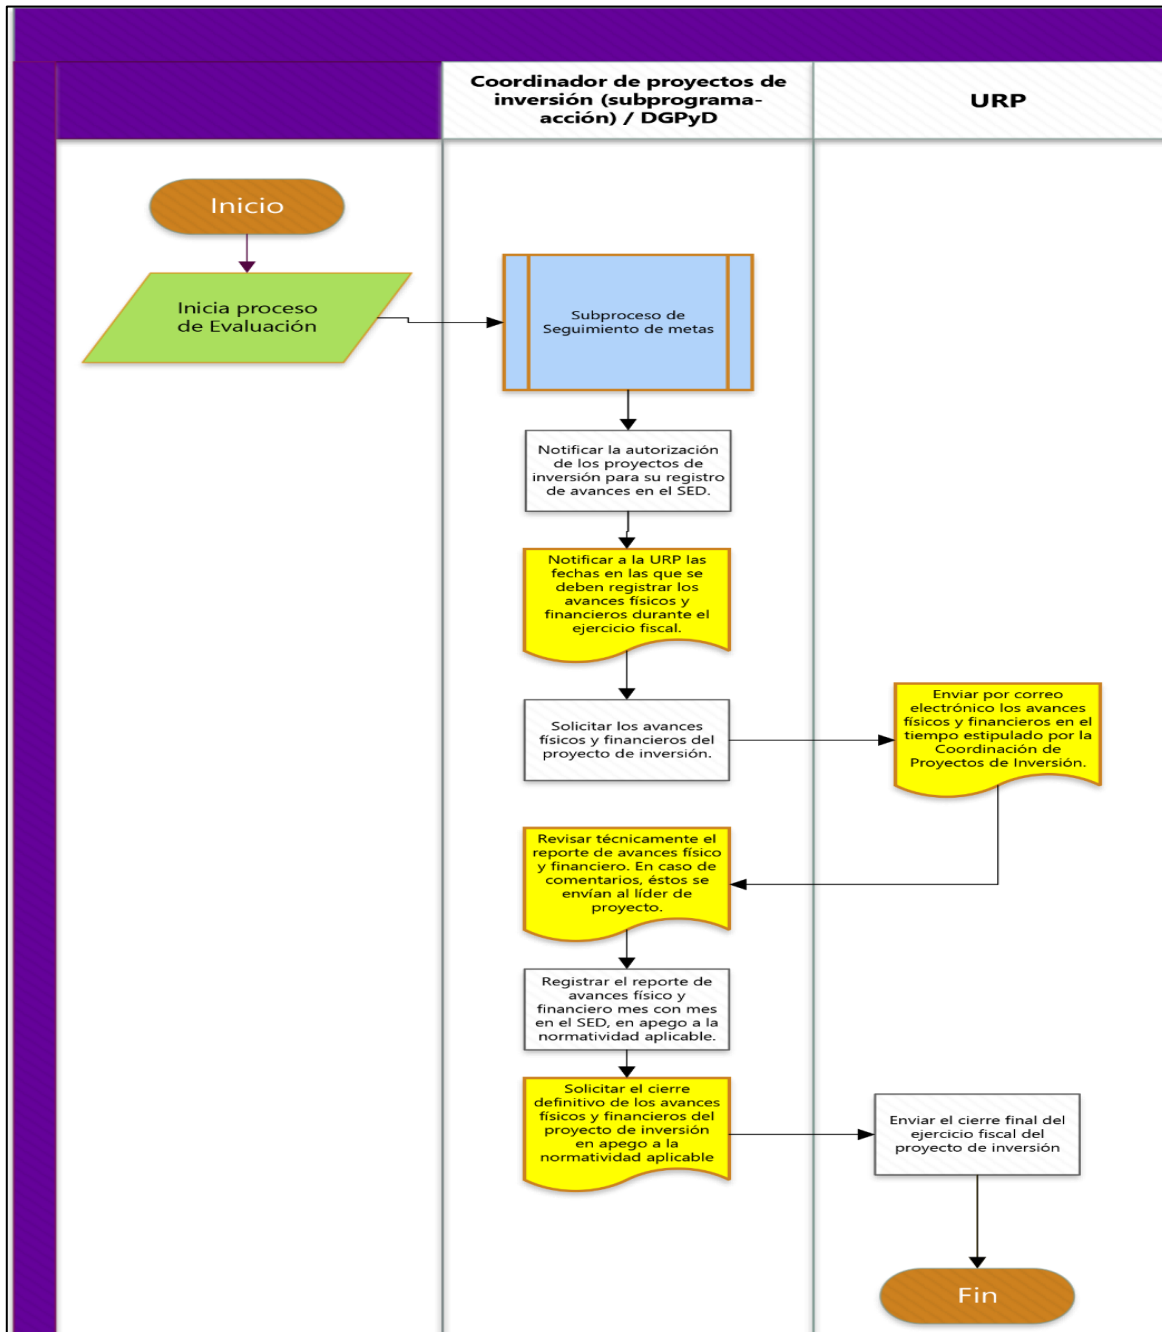 Coordinador de proyectos de
inversión (subprograma-
acción) / DGPyD
URP
Inicio
Inicia proceso
de Evaluación
Subproceso de
Seguimiento de metas
Notificar la autorización
de los proyectos de
inversión para su registro
de avances en el SED.
Notificar a la URP las
fechas en las que se
deben registrar los
avances físicos y
financieros durante el
ejercicio fiscal.
Solicitar los avances
físicos y financieros del
proyecto de inversión.
Enviar por correo
electrónico los avances
físicos y financieros en el
tiempo estipulado por la
Coordinación de
Proyectos de Inversión.
Revisar técnicamente el
reporte de avances físico
y financiero. En caso de
comentarios, éstos se
envían al líder de
proyecto.
Registrar el reporte de
avances físico y
financiero mes con mes
en el SED, en apego a la
normatividad aplicable.
Solicitar el cierre
definitivo de los avances
físicos y financieros del
proyecto de inversión
en apego a la
normatividad aplicable
Enviar el cierre final del
ejercicio fiscal del
proyecto de inversión
Fin